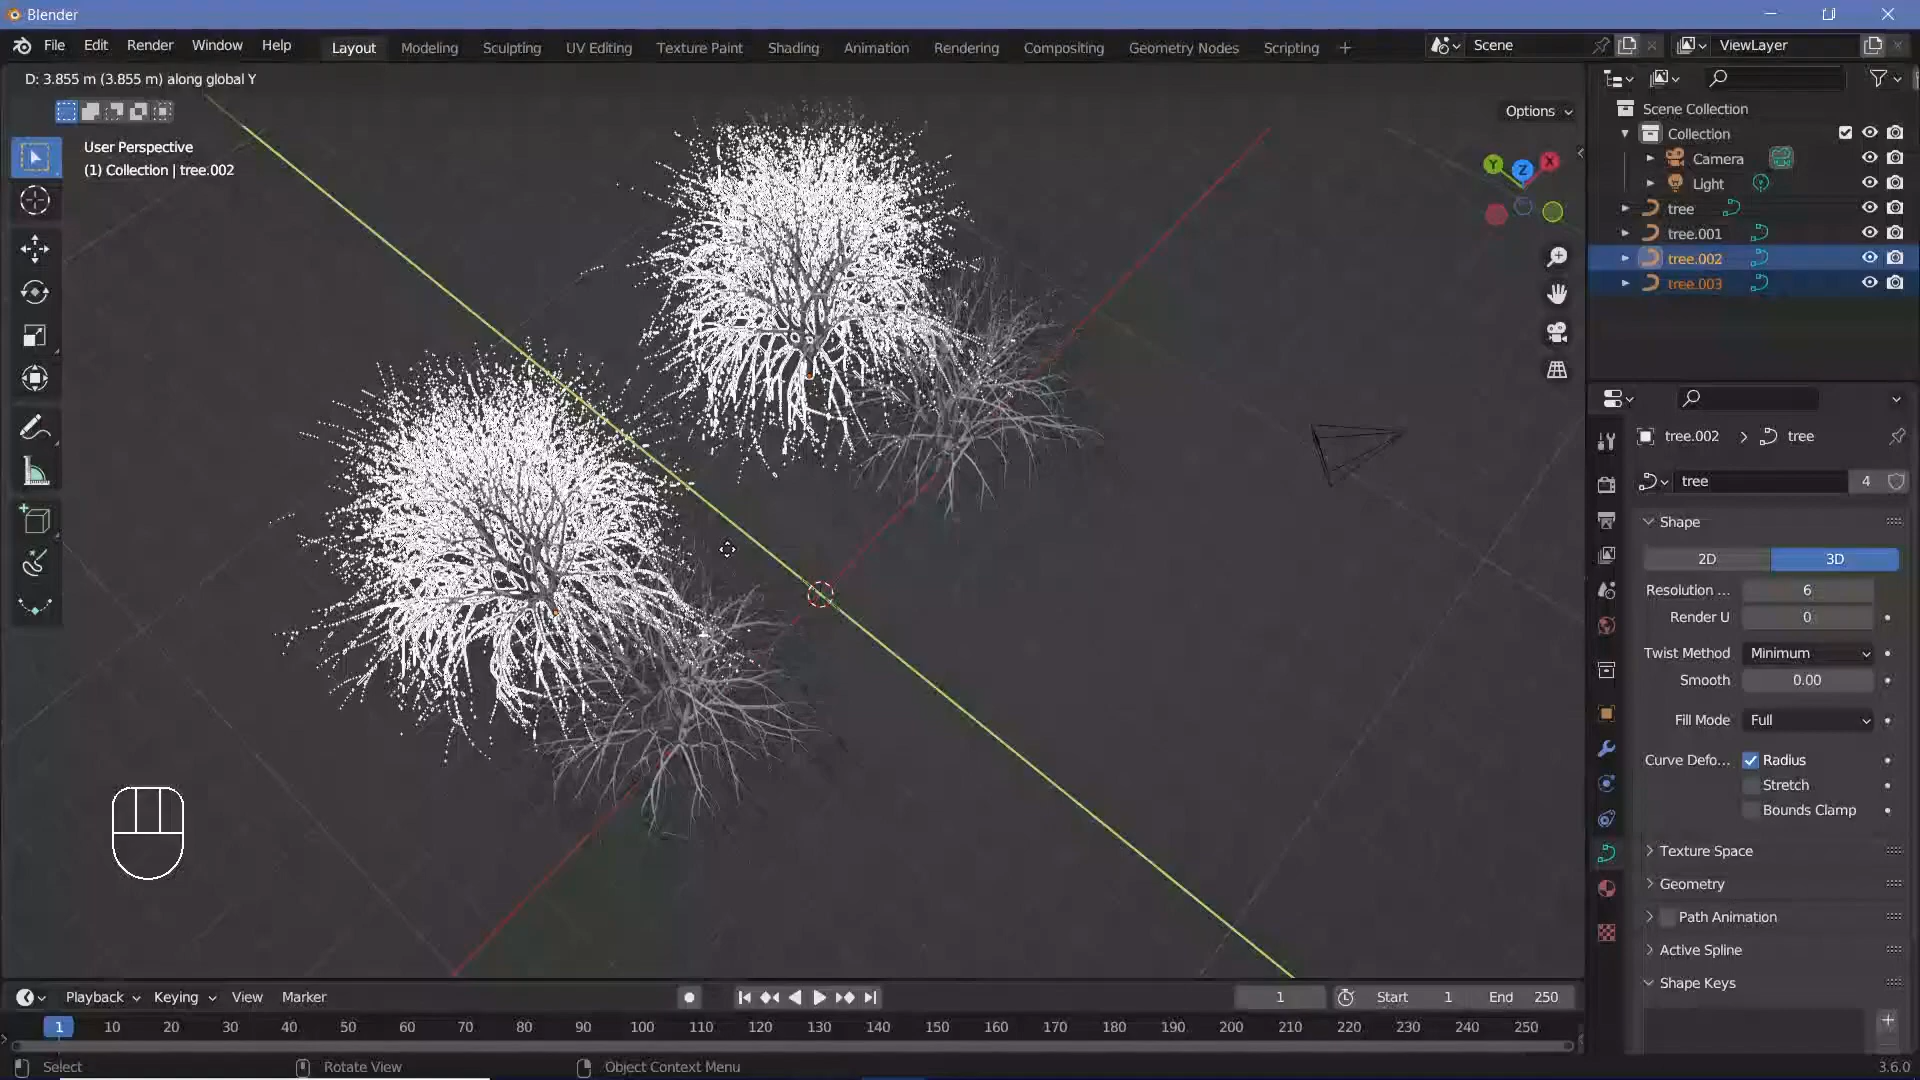 Blender
File Edit Render Window Help
Layout Modeling Sculpting UV Editing Texture Paint Shading Animation Rendering Compositing Geometry Nodes Scripting +
Scene
ViewLayer
D: 3.855 m (3.855 m) along global Y
Options
User Perspective
(1) Collection | tree.002
Y Z X
Scene Collection
Collection
Camera
Light
tree
tree.001
tree.002
tree.003
tree.002 > tree
tree 4
Shape
2D 3D
Resolution ... 6
Render U 0
Twist Method Minimum
Smooth 0.00
Fill Mode Full
Curve Defo... Radius
Stretch
Bounds Clamp
Texture Space
Geometry
Path Animation
Active Spline
Shape Keys
Playback Keying View Marker
1 Start 1 End 250
1 10 20 30 40 50 60 70 80 90 100 110 120 130 140 150 160 170 180 190 200 210 220 230 240 250
Select Rotate View Object Context Menu
3.6.0